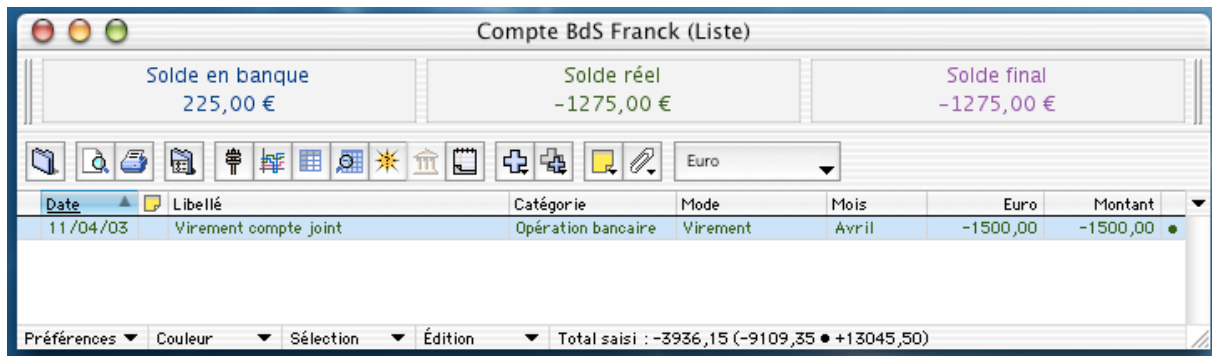 Compte BdS Franck (Liste)
Solde en banque Solde réel Solde final
225,00 € -1275,00 € -1275,00 €
Euro
Date Libellé Catégorie Mode Mois Euro Montant
11/04/03 Virement compte joint Opération bancaire Virement Avril -1500,00 -1500,00
Préférences Couleur Sélection Édition Total saisi : -3936,15 (-9109,35 • +13045,50)